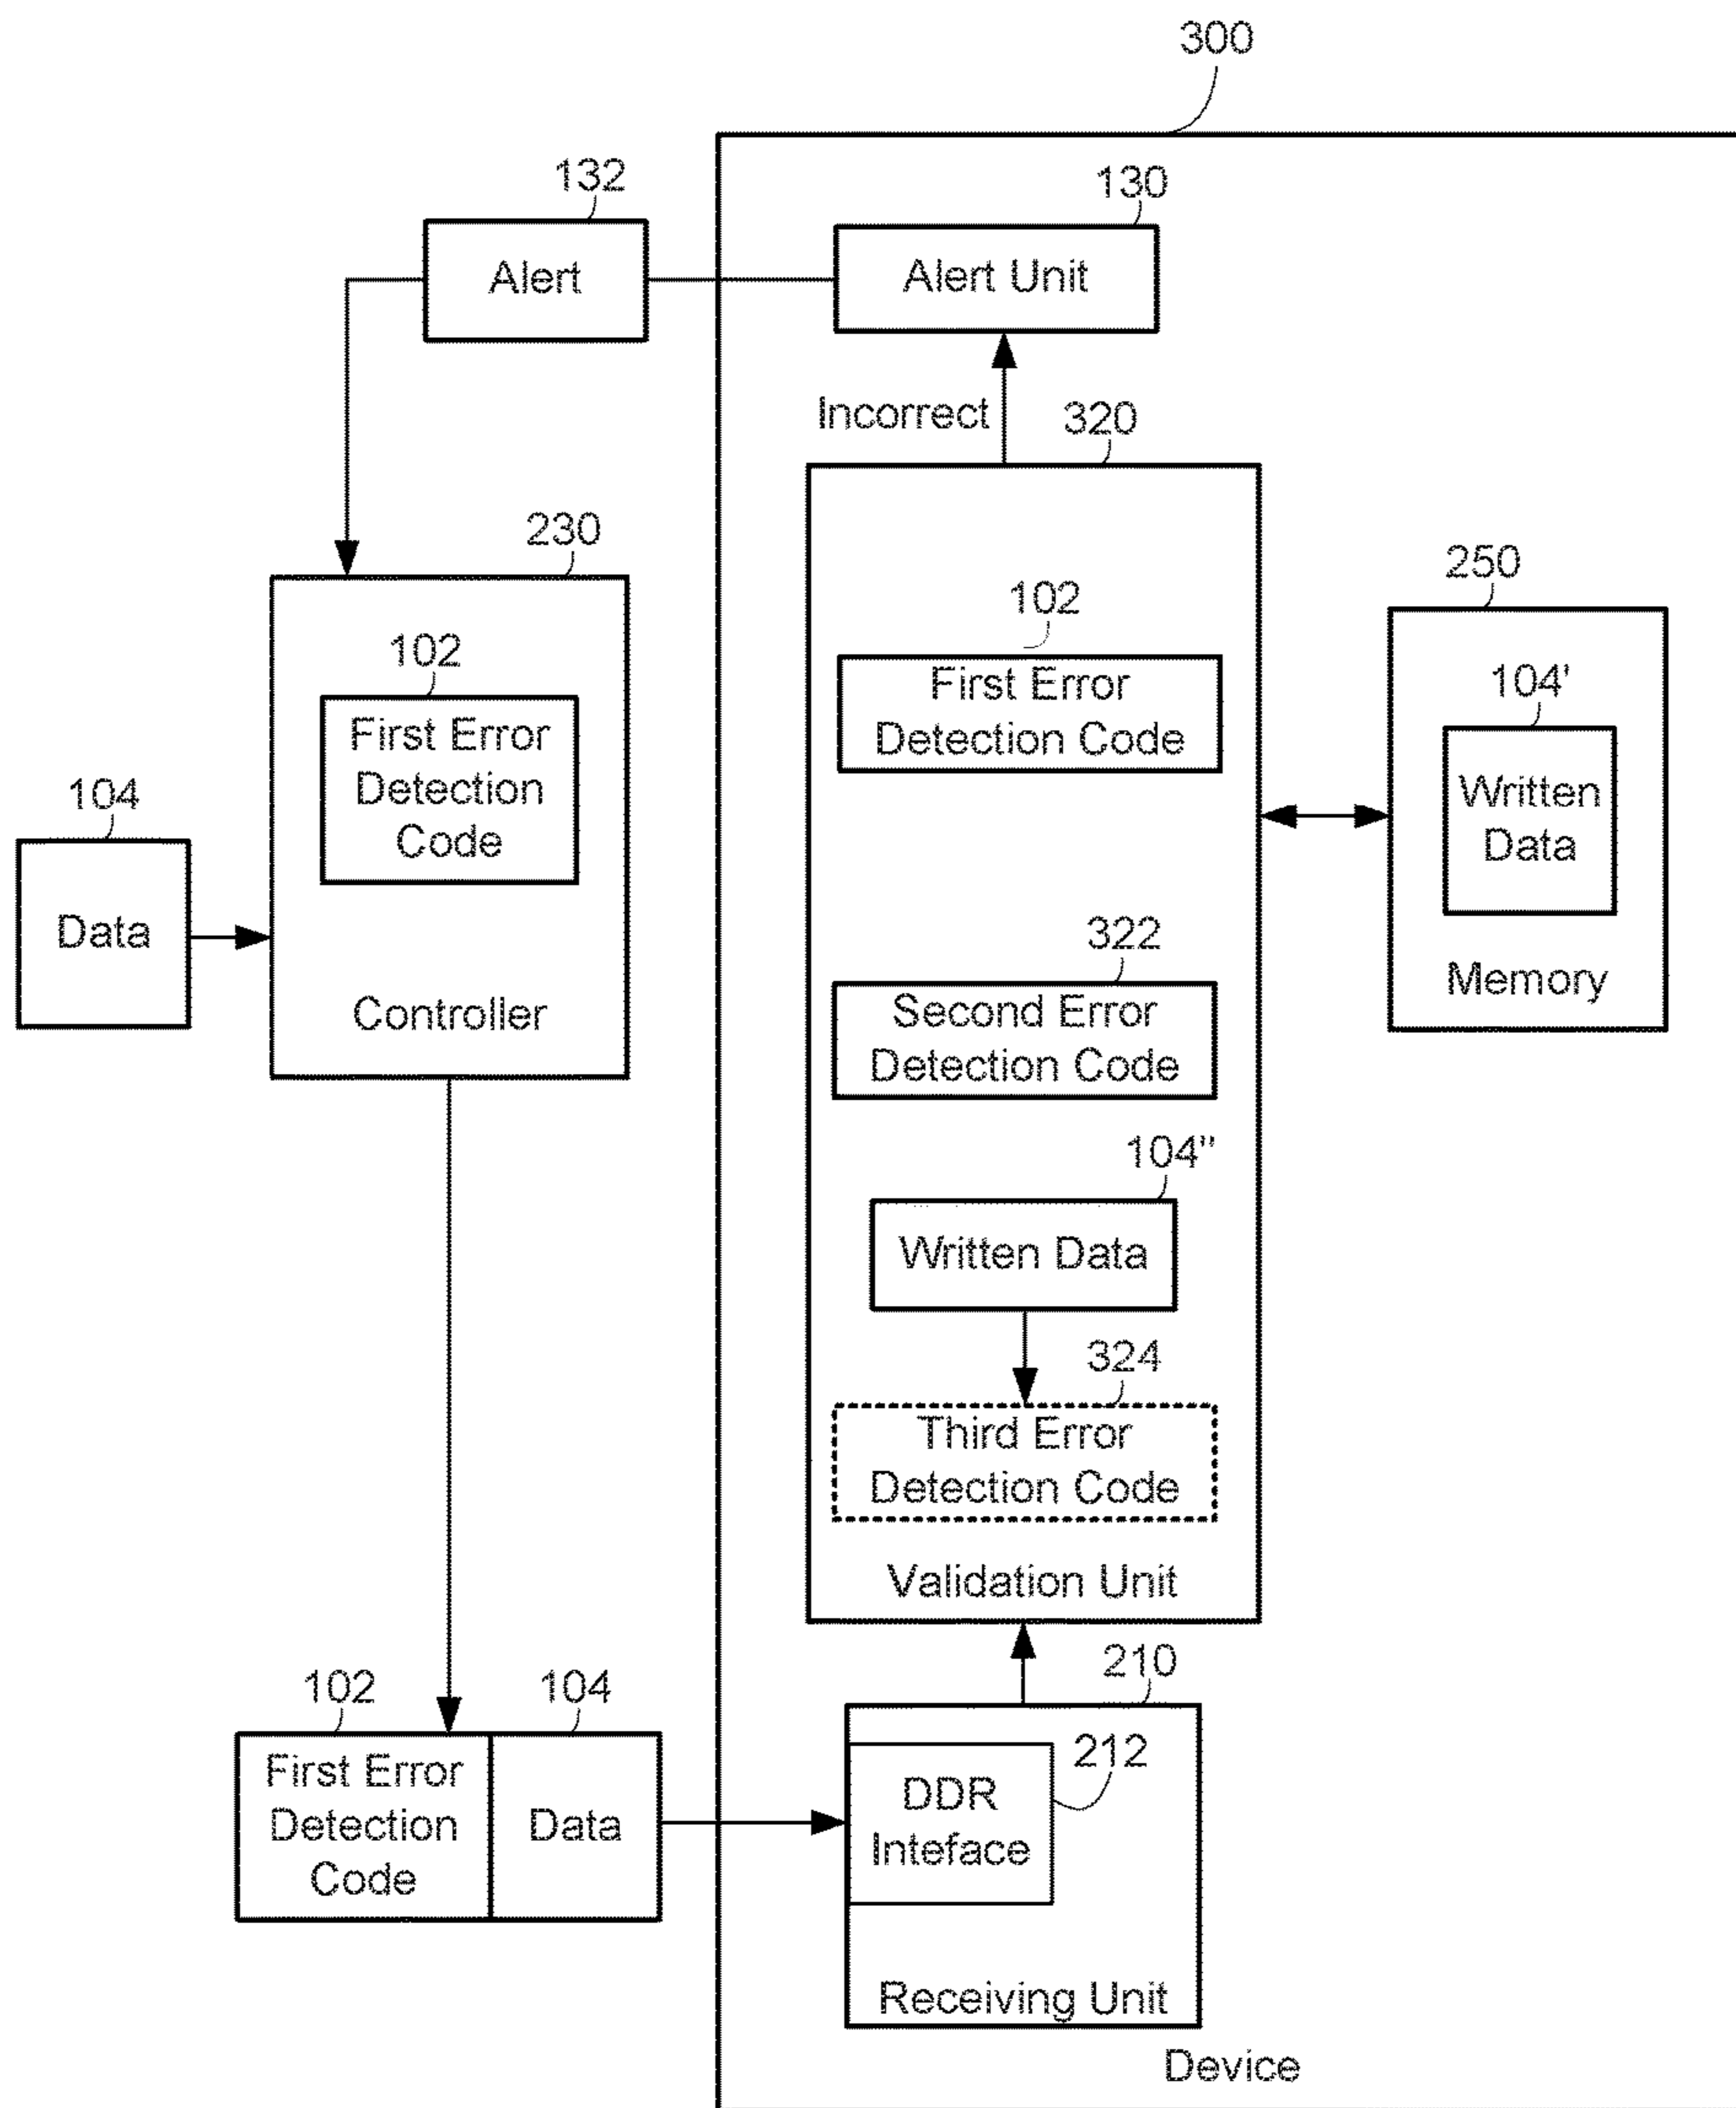 300
132
130
Alert
Alert Unit
Incorrect
320
230
250
102
First Error
Detection Code
102
First Error
Detection
Code
104'
Written
Data
Memory
104
Data
Controller
322
Second Error
Detection Code
104"
Written Data
324
Third Error
Detection Code
Validation Unit
210
102
104
First Error
Detection
Code
Data
212
DDR
Inteface
Receiving Unit
Device